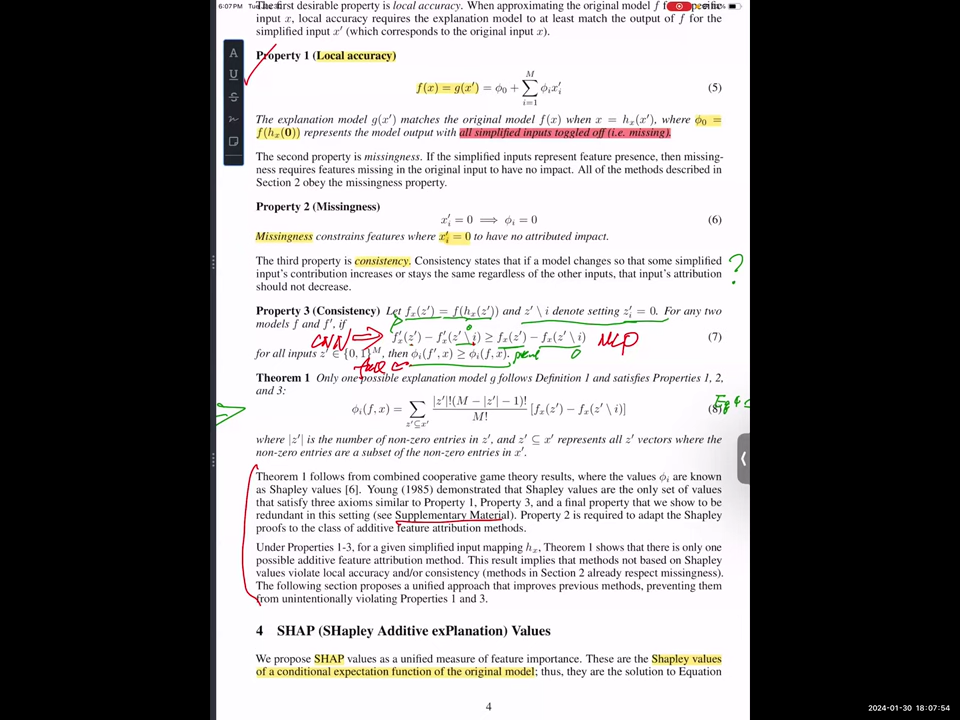 6:07 PM Tue
The first desirable property is local accuracy. When approximating the original model f
input x, local accuracy requires the explanation model to at least match the output of f for the
simplified input x′ (which corresponds to the original input x).
Property 1 (Local accuracy)
f(x) = g(x′) = ϕ₀ + ∑ᵢ₌₁ᴹ ϕᵢx′ᵢ (5)
The explanation model g(x′) matches the original model f(x) when x = hₓ(x′), where ϕ₀ =
f(hₓ(0)) represents the model output with all simplified inputs toggled off (i.e. missing).
The second property is missingness. If the simplified inputs represent feature presence, then missing-
ness requires features missing in the original input to have no impact. All of the methods described in
Section 2 obey the missingness property.
Property 2 (Missingness)
x′ᵢ = 0 ⟹ ϕᵢ = 0 (6)
Missingness constrains features where x′ᵢ = 0 to have no attributed impact.
The third property is consistency. Consistency states that if a model changes so that some simplified
input's contribution increases or stays the same regardless of the other inputs, that input's attribution
should not decrease.
?
Property 3 (Consistency) Let fₓ(z′) = f(hₓ(z′)) and z′ \ i denote setting z′ᵢ = 0. For any two
models f and f′, if
CNN ⇒ f′ₓ(z′) − f′ₓ(z′ \ i) ≥ fₓ(z′) − fₓ(z′ \ i) MLP (7)
for all inputs z′ ∈ {0, 1}ᴹ, then ϕᵢ(f′, x) ≥ ϕᵢ(f, x).
0
Theorem 1 Only one possible explanation model g follows Definition 1 and satisfies Properties 1, 2,
and 3:
ϕᵢ(f, x) = ∑ z′⊆x′ |z′|!(M − |z′| − 1)! / M! [fₓ(z′) − fₓ(z′ \ i)] (8)
where |z′| is the number of non-zero entries in z′, and z′ ⊆ x′ represents all z′ vectors where the
non-zero entries are a subset of the non-zero entries in x′.
Theorem 1 follows from combined cooperative game theory results, where the values ϕᵢ are known
as Shapley values [6]. Young (1985) demonstrated that Shapley values are the only set of values
that satisfy three axioms similar to Property 1, Property 3, and a final property that we show to be
redundant in this setting (see Supplementary Material). Property 2 is required to adapt the Shapley
proofs to the class of additive feature attribution methods.
Under Properties 1-3, for a given simplified input mapping hₓ, Theorem 1 shows that there is only one
possible additive feature attribution method. This result implies that methods not based on Shapley
values violate local accuracy and/or consistency (methods in Section 2 already respect missingness).
The following section proposes a unified approach that improves previous methods, preventing them
from unintentionally violating Properties 1 and 3.
4 SHAP (SHapley Additive exPlanation) Values
We propose SHAP values as a unified measure of feature importance. These are the Shapley values
of a conditional expectation function of the original model; thus, they are the solution to Equation
4
2024-01-30 18:07:54